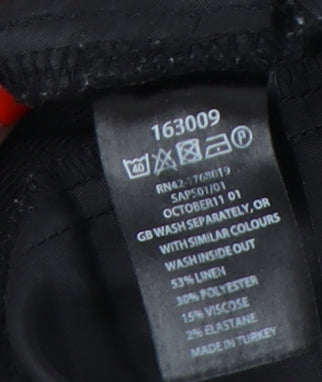 163009
40 P
RN42-1768019
SAPS01/01
OCTOBER11 01
GB WASH SEPARATELY, OR
WITH SIMILAR COLOURS
WASH INSIDE OUT
53% LINEN
30% POLYESTER
15% VISCOSE
2% ELASTANE
MADE IN TURKEY